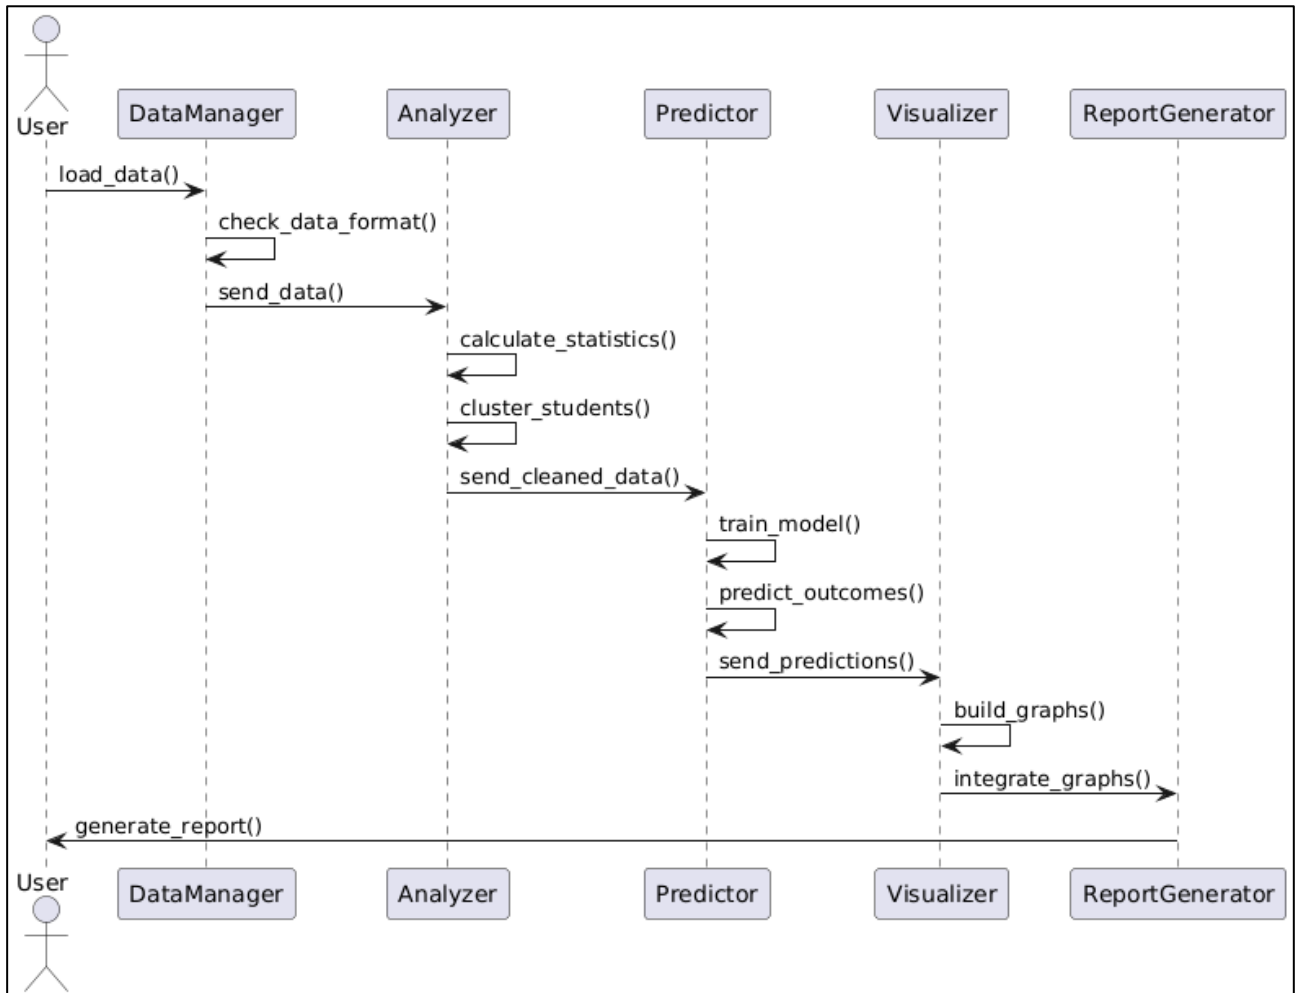 User
DataManager
Analyzer
Predictor
Visualizer
ReportGenerator
load_data()
check_data_format()
send_data()
calculate_statistics()
cluster_students()
send_cleaned_data()
train_model()
predict_outcomes()
send_predictions()
build_graphs()
integrate_graphs()
generate_report()
User
DataManager
Analyzer
Predictor
Visualizer
ReportGenerator